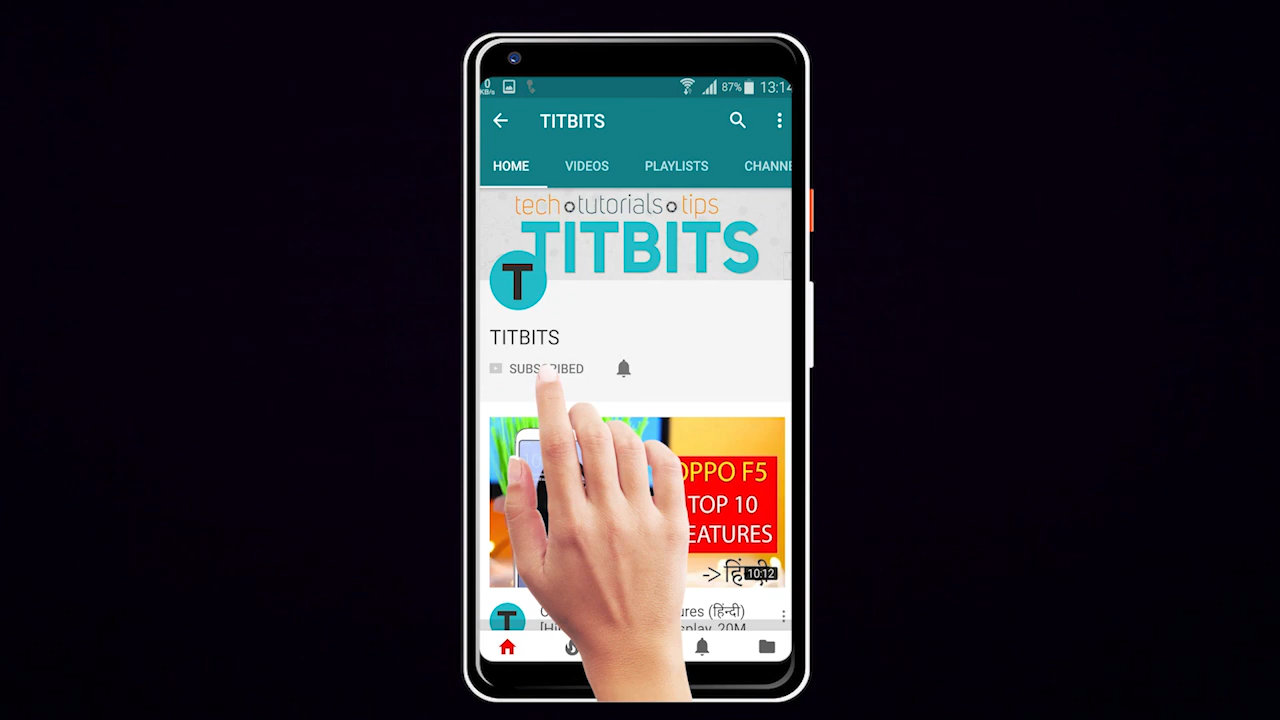 0
KB/s
87%
13:14
TITBITS
HOME VIDEOS PLAYLISTS CHANNE
tech tutorials tips
TITBITS
T
TITBITS
SUBSCRIBED
OPPO F5
TOP 10
EATURES
->हिंदी
10:12
T
ures (हिंदी)
splay, 20M